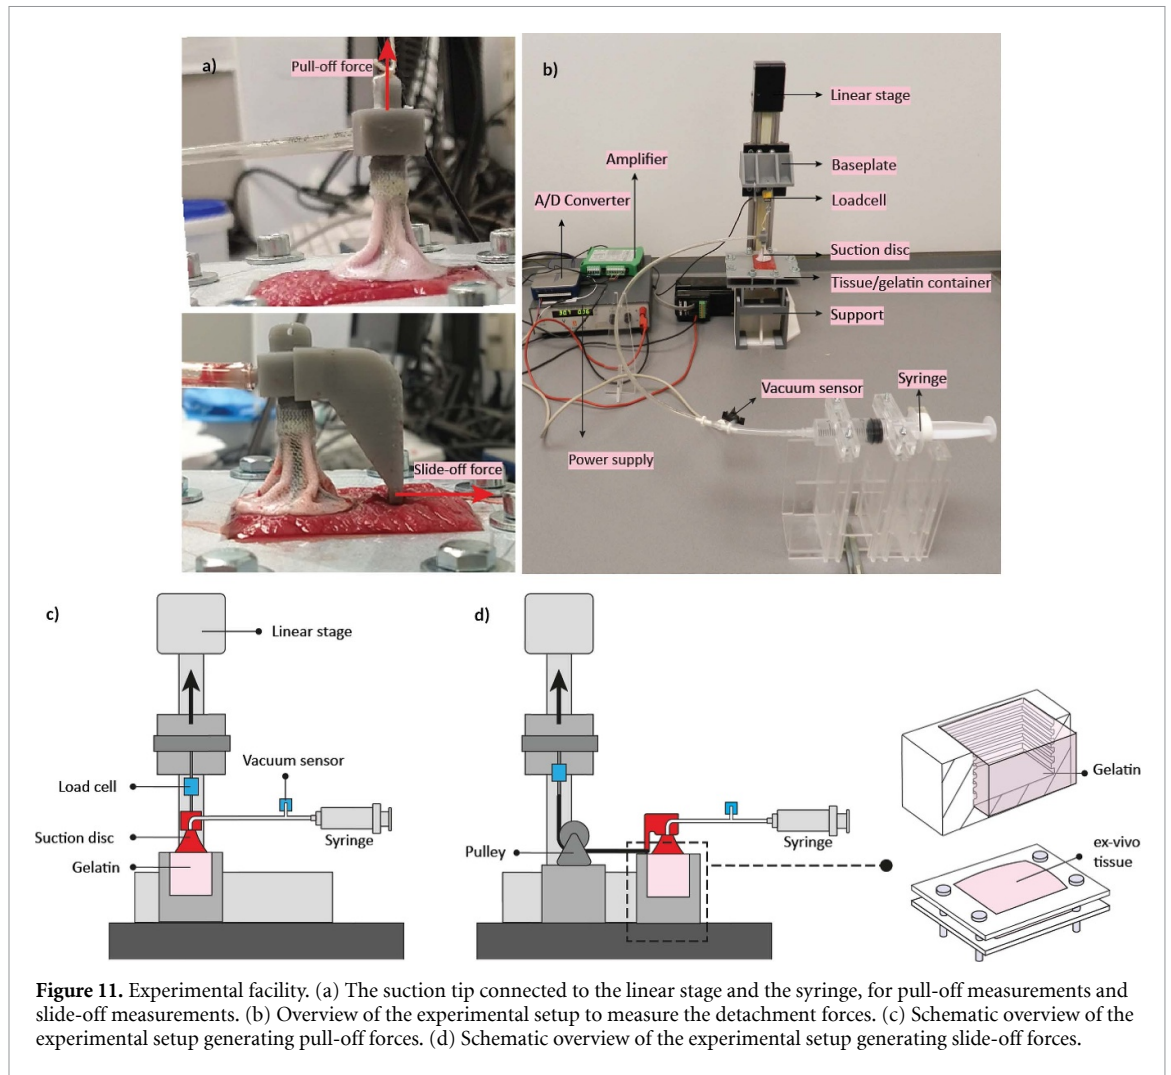 a)
Pull-off force
Slide-off force
b)
Linear stage
Baseplate
Amplifier
A/D Converter
Loadcell
Suction disc
Tissue/gelatin container
Support
Vacuum sensor
Syringe
Power supply
c)
Linear stage
Vacuum sensor
Load cell
Suction disc
Syringe
Gelatin
d)
Pulley
Syringe
Gelatin
ex-vivo
tissue
Figure 11. Experimental facility. (a) The suction tip connected to the linear stage and the syringe, for pull-off measurements and
slide-off measurements. (b) Overview of the experimental setup to measure the detachment forces. (c) Schematic overview of the
experimental setup generating pull-off forces. (d) Schematic overview of the experimental setup generating slide-off forces.